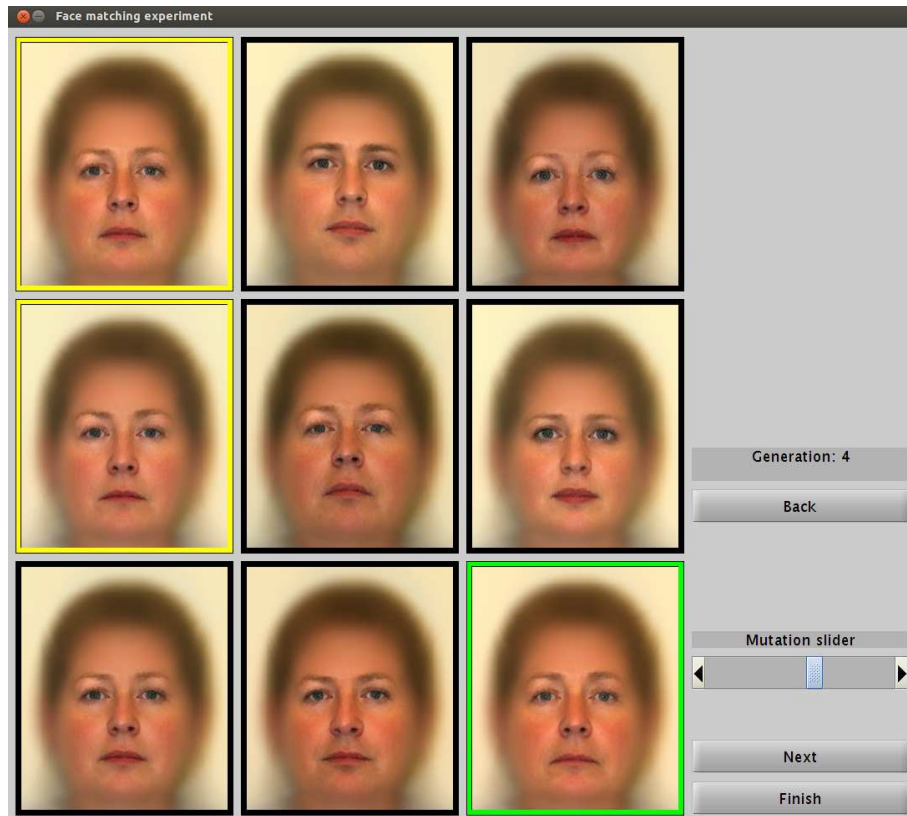 Face matching experiment
Generation: 4
Back
Mutation slider
Next
Finish